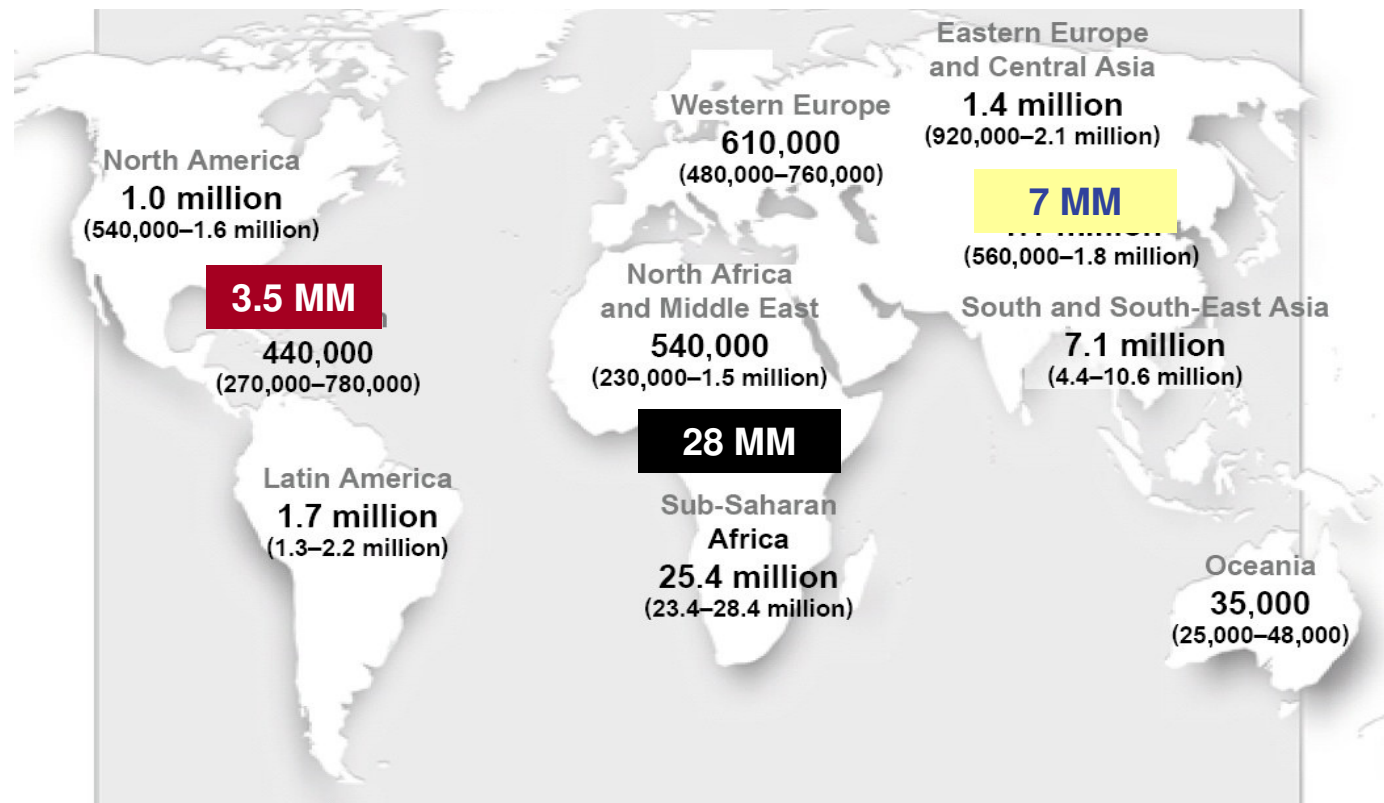 Eastern Europe
and Central Asia
1.4 million
(920,000–2.1 million)
Western Europe
610,000
(480,000–760,000)
North America
1.0 million
(540,000–1.6 million)
7 MM
(560,000–1.8 million)
3.5 MM
440,000
(270,000–780,000)
North Africa
and Middle East
540,000
(230,000–1.5 million)
South and South-East Asia
7.1 million
(4.4–10.6 million)
28 MM
Latin America
1.7 million
(1.3–2.2 million)
Sub-Saharan
Africa
25.4 million
(23.4–28.4 million)
Oceania
35,000
(25,000–48,000)